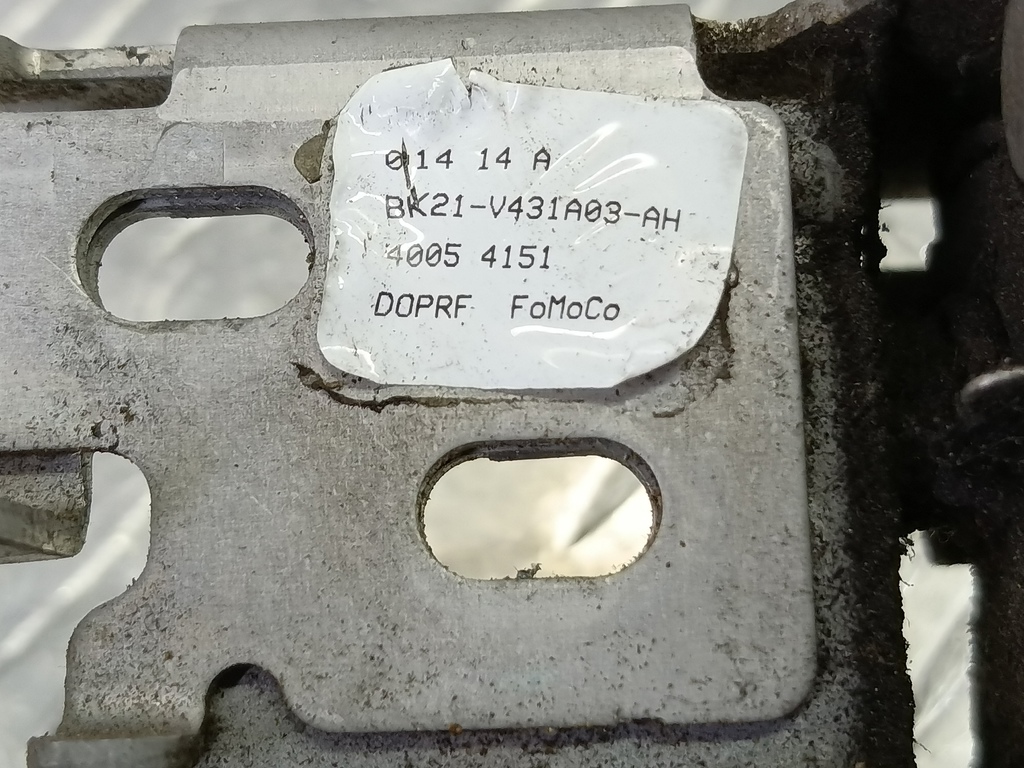 014 14 A
BK21-V431A03-AH
4005 4151
DOPRF FoMoCo